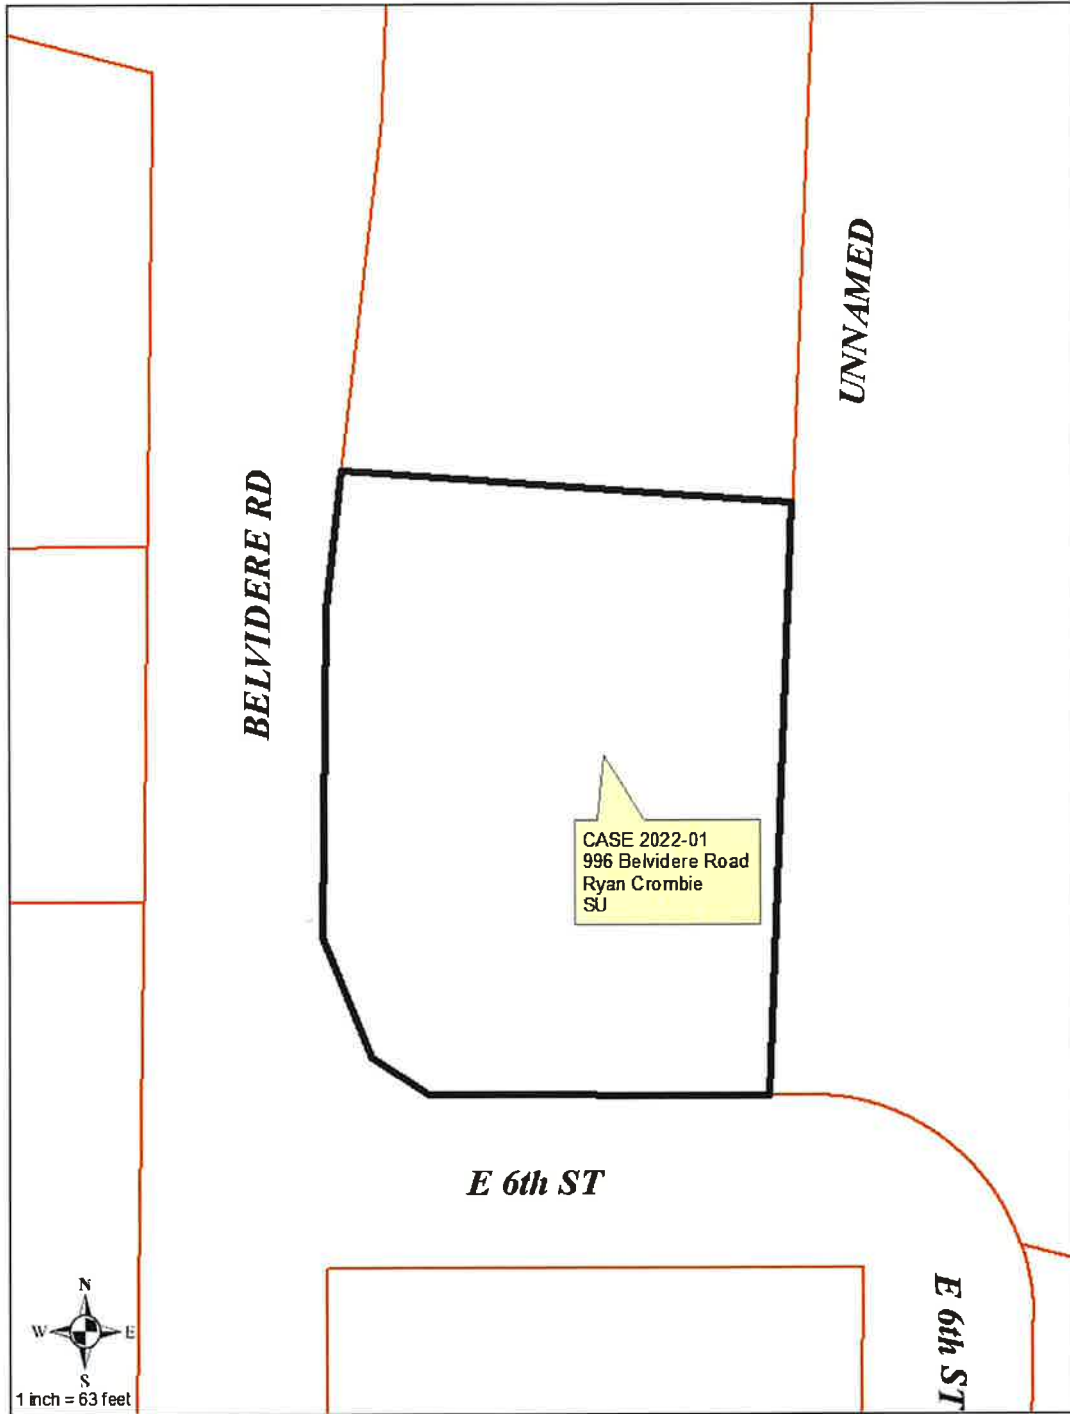 UNNAMED
BELVIDERE RD
CASE 2022-01
996 Belvidere Road
Ryan Crombie
SU
E 6th ST
E 6th ST
N
W E
S
1 inch = 63 feet